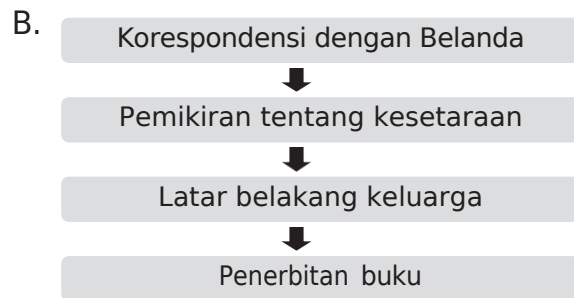 B.
Korespondensi dengan Belanda
Pemikiran tentang kesetaraan
Latar belakang keluarga
Penerbitan buku